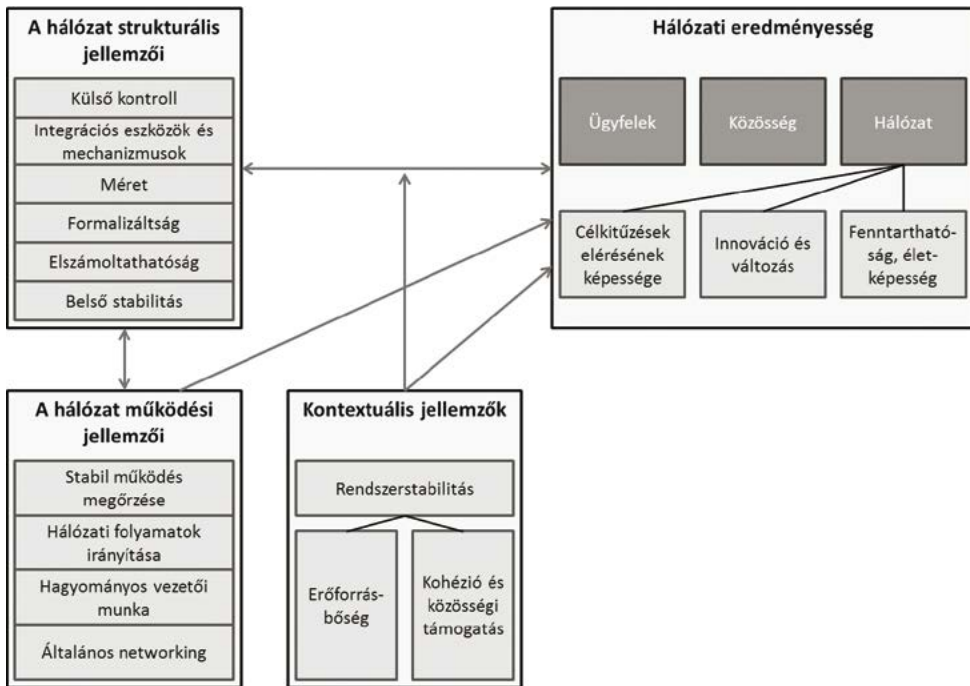 A hálózat strukturális
jellemzői
Külső kontroll
Integrációs eszközök és
mechanizmusok
Méret
Formalizáltság
Elszámoltathatóság
Belső stabilitás
Hálózati eredményesség
Ügyfelek
Közösség
Hálózat
Célkitűzések
elérésének
képessége
Innováció és
változás
Fenntartható-
ság, élet-
képesség
A hálózat működési
jellemzői
Stabil működés
megőrzése
Hálózati folyamatok
irányítása
Hagyományos vezetői
munka
Általános networking
Kontextuális jellemzők
Rendszerstabilitás
Erőforrás-
bőség
Kohézió és
közösségi
támogatás